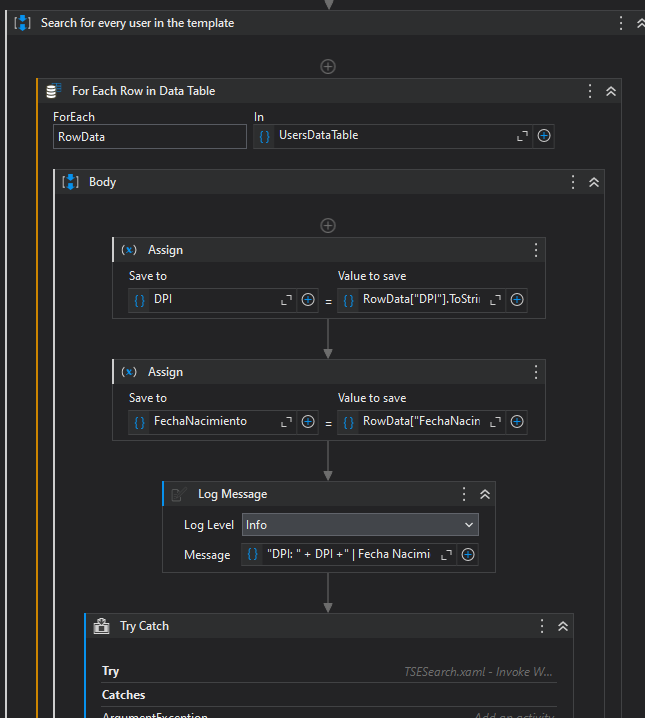 Search for every user in the template
For Each Row in Data Table
ForEach In
RowData UsersDataTable
Body
Assign
Save to Value to save
DPI = RowData["DPI"].ToStri
Assign
Save to Value to save
FechaNacimiento = RowData["FechaNacin
Log Message
Log Level Info
Message "DPI: " + DPI +" | Fecha Nacimi
Try Catch
Try TSESearch.xaml - Invoke W...
Catches
ArgumentException Add an activity